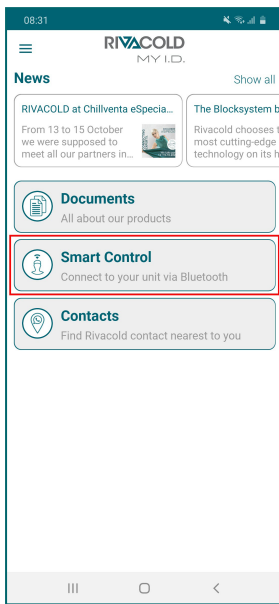 08:31
RIVACOLD
MY I.D.
News
Show all
RIVACOLD at Chillventa eSpecia...
The Blocksystem b
From 13 to 15 October
we were supposed to
meet all our partners in...
Rivacold chooses t
most cutting-edge
technology on its h
Documents
All about our products
Smart Control
Connect to your unit via Bluetooth
Contacts
Find Rivacold contact nearest to you